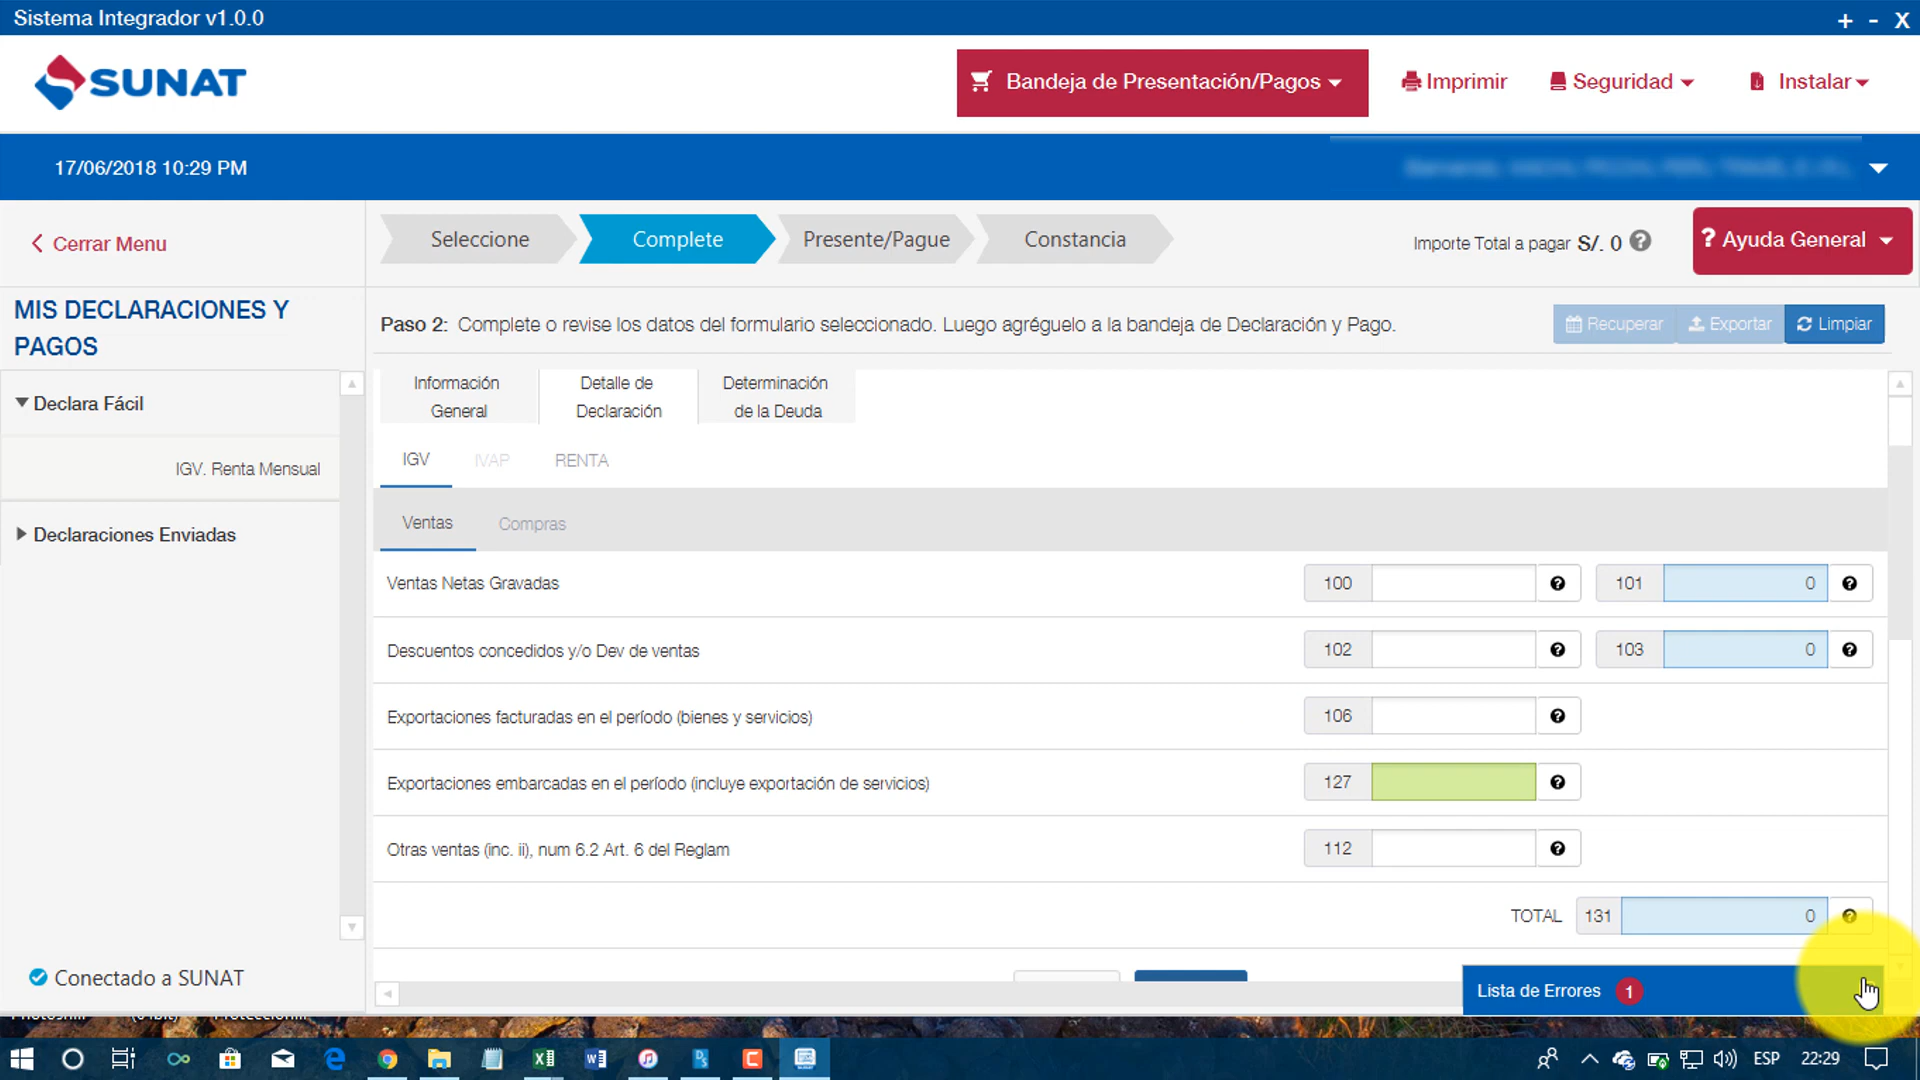 Sistema Integrador v1.0.0
+ - X
SUNAT
Bandeja de Presentación/Pagos
Imprimir
Seguridad
Instalar
17/06/2018 10:29 PM
Cerrar Menu
Seleccione
Complete
Presente/Pague
Constancia
Importe Total a pagar S/. 0
? Ayuda General
MIS DECLARACIONES Y
PAGOS
Paso 2: Complete o revise los datos del formulario seleccionado. Luego agréguelo a la bandeja de Declaración y Pago.
Recuperar
Exportar
Limpiar
Declara Fácil
IGV. Renta Mensual
Declaraciones Enviadas
Información
General
Detalle de
Declaración
Determinación
de la Deuda
IGV
IVAP
RENTA
Ventas
Compras
Ventas Netas Gravadas 100 101 0
Descuentos concedidos y/o Dev de ventas 102 103 0
Exportaciones facturadas en el período (bienes y servicios) 106
Exportaciones embarcadas en el período (incluye exportación de servicios) 127
Otras ventas (inc. ii), num 6.2 Art. 6 del Reglam 112
TOTAL 131 0
Conectado a SUNAT
Lista de Errores 1
ESP
22:29